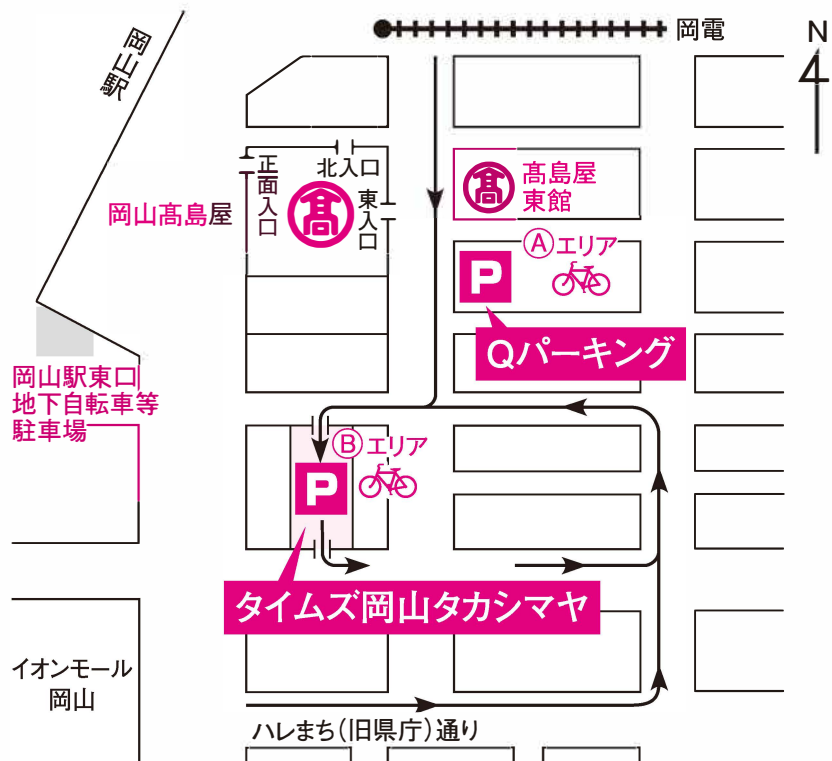 岡電
N
岡山駅
正面入口
北入口
東入口
髙
岡山髙島屋
髙
髙島屋
東館
Aエリア
P
Qパーキング
岡山駅東口
地下自転車等
駐車場
Bエリア
P
タイムズ岡山タカシマヤ
イオンモール
岡山
ハレまち(旧県庁)通り